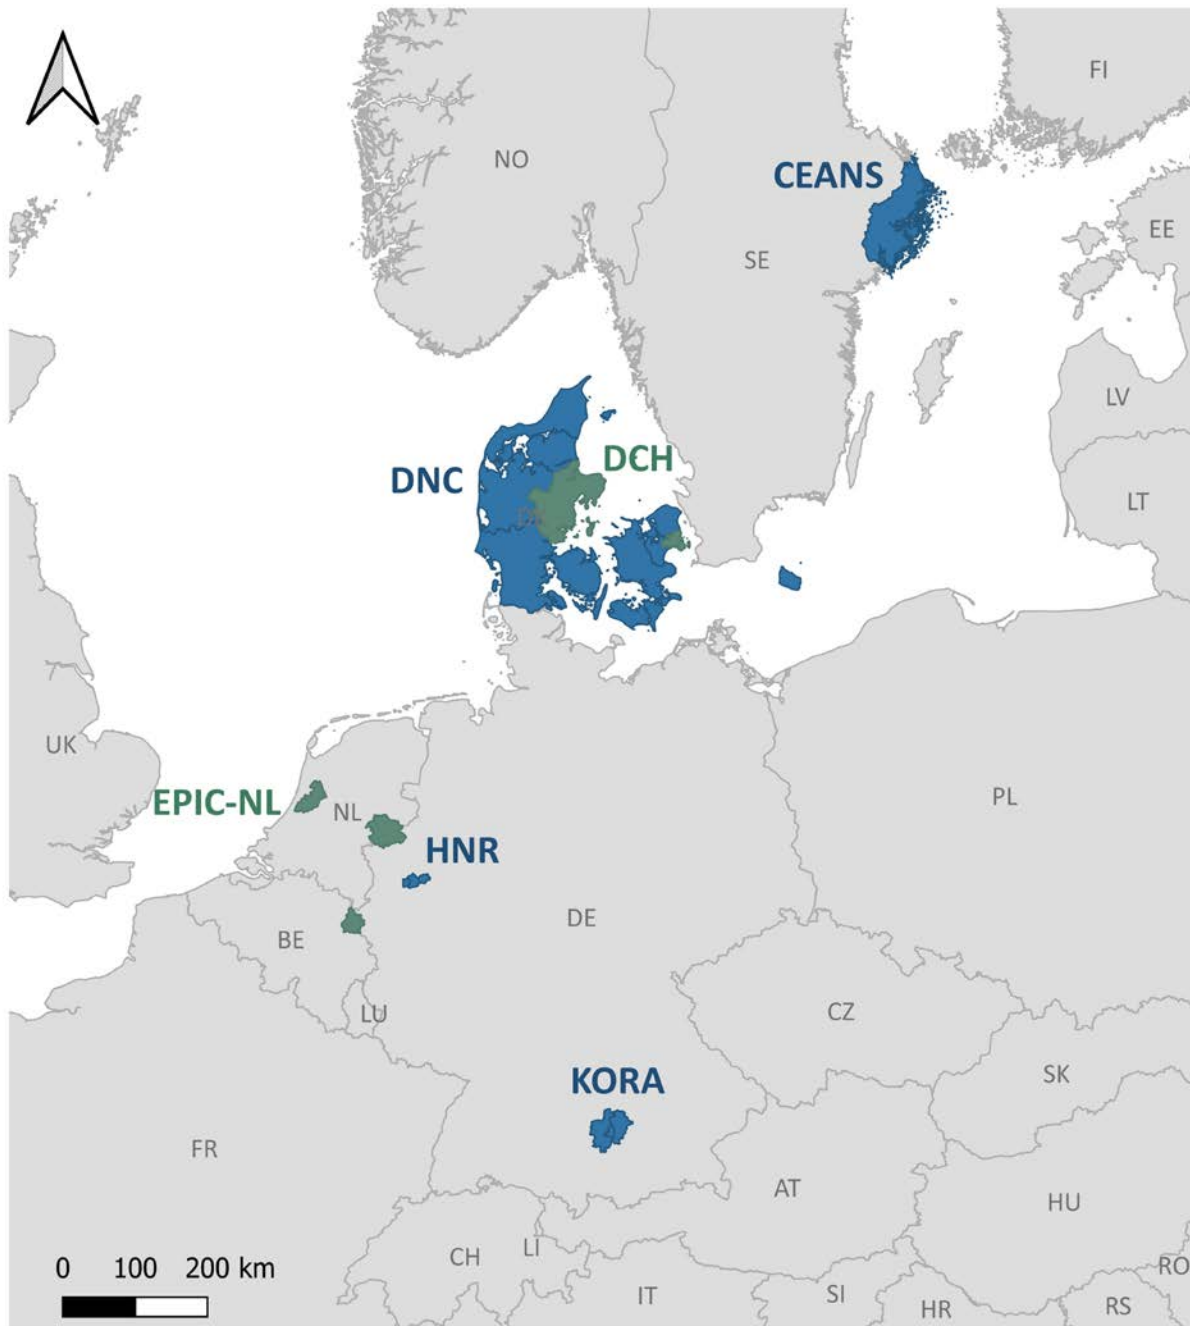 FI
NO
CEANS
EE
SE
LV
DCH
DNC
LT
DK
UK
PL
EPIC-NL
NL
HNR
DE
BE
CZ
LU
SK
KORA
FR
AT
HU
LI
CH
RO
SI
IT
HR
RS
0 100 200 km